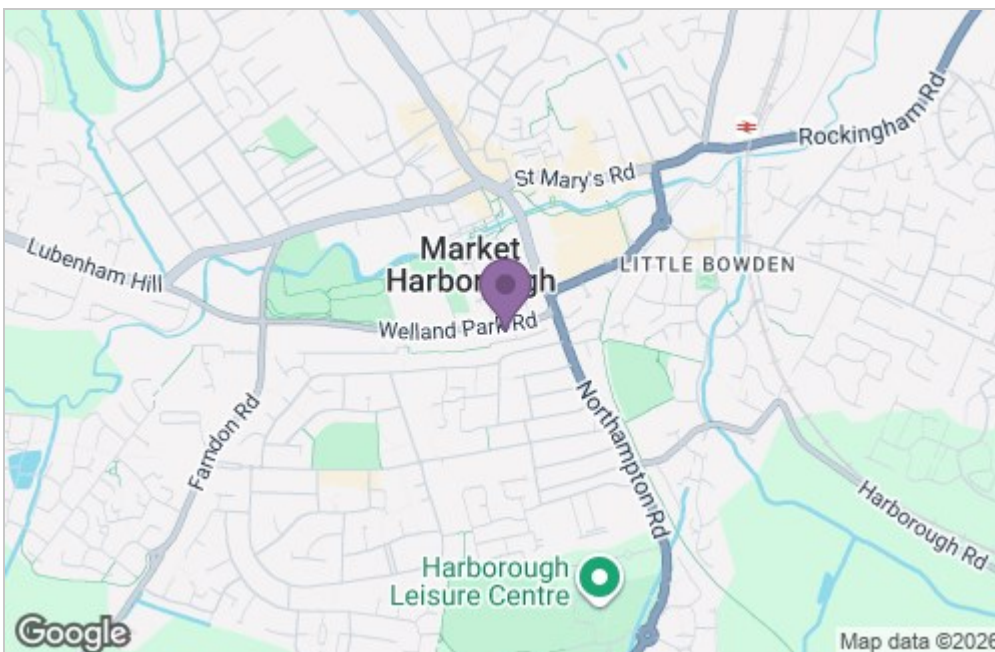 Rockingham Rd
St Mary's Rd
Lubenham Hill
Market
Harborough
LITTLE BOWDEN
Welland Park Rd
Farndon Rd
Northampton Rd
Harborough Rd
Harborough
Leisure Centre
Google
Map data ©2026